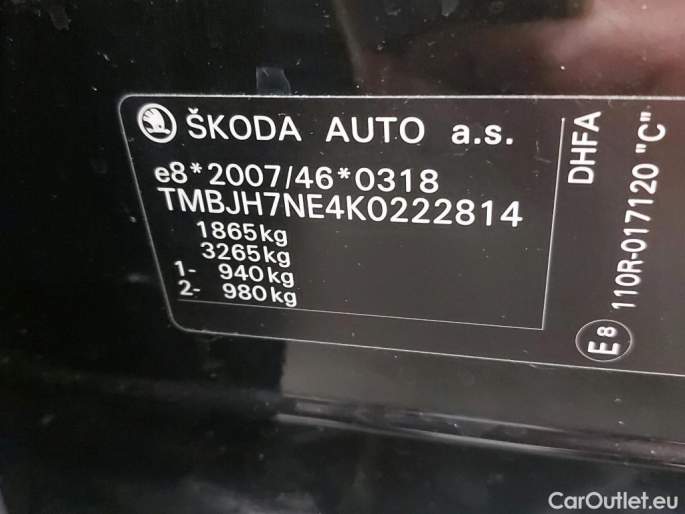 ŠKODA AUTO a.s.
e8*2007/46*0318
TMBJH7NE4K0222814
1865kg
3265kg
1- 940kg
2- 980kg
DHFA
110R-017120 "C"
E8
CarOutlet.eu